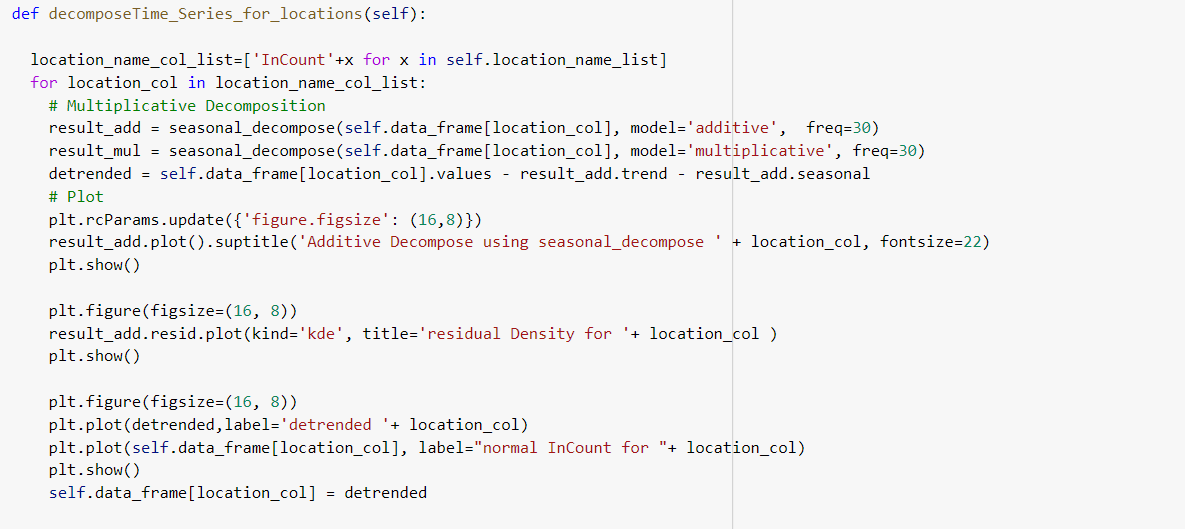 def decomposeTime_Series_for_locations(self):
location_name_col_list=['InCount'+x for x in self.location_name_list]
for location_col in location_name_col_list:
# Multiplicative Decomposition
result_add = seasonal_decompose(self.data_frame[location_col], model='additive',  freq=30)
result_mul = seasonal_decompose(self.data_frame[location_col], model='multiplicative', freq=30)
detrended = self.data_frame[location_col].values - result_add.trend - result_add.seasonal
# Plot
plt.rcParams.update({'figure.figsize': (16,8)})
result_add.plot().suptitle('Additive Decompose using seasonal_decompose ' + location_col, fontsize=22)
plt.show()
plt.figure(figsize=(16, 8))
result_add.resid.plot(kind='kde', title='residual Density for '+ location_col )
plt.show()
plt.figure(figsize=(16, 8))
plt.plot(detrended,label='detrended '+ location_col)
plt.plot(self.data_frame[location_col], label="normal InCount for "+ location_col)
plt.show()
self.data_frame[location_col] = detrended